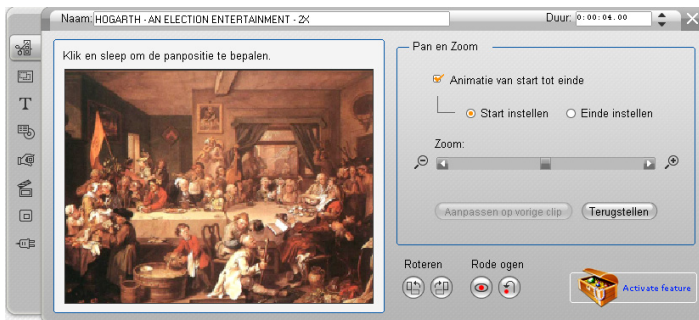 Naam: HOGARTH - AN ELECTION ENTERTAINMENT - 2X Duur: 0:00:04.00
Klik en sleep om de panpositie te bepalen.
Pan en Zoom
Animatie van start tot einde
Start instellen Einde instellen
Zoom:
Aanpassen op vorige clip Terugstellen
Roteren Rode ogen
Activate feature